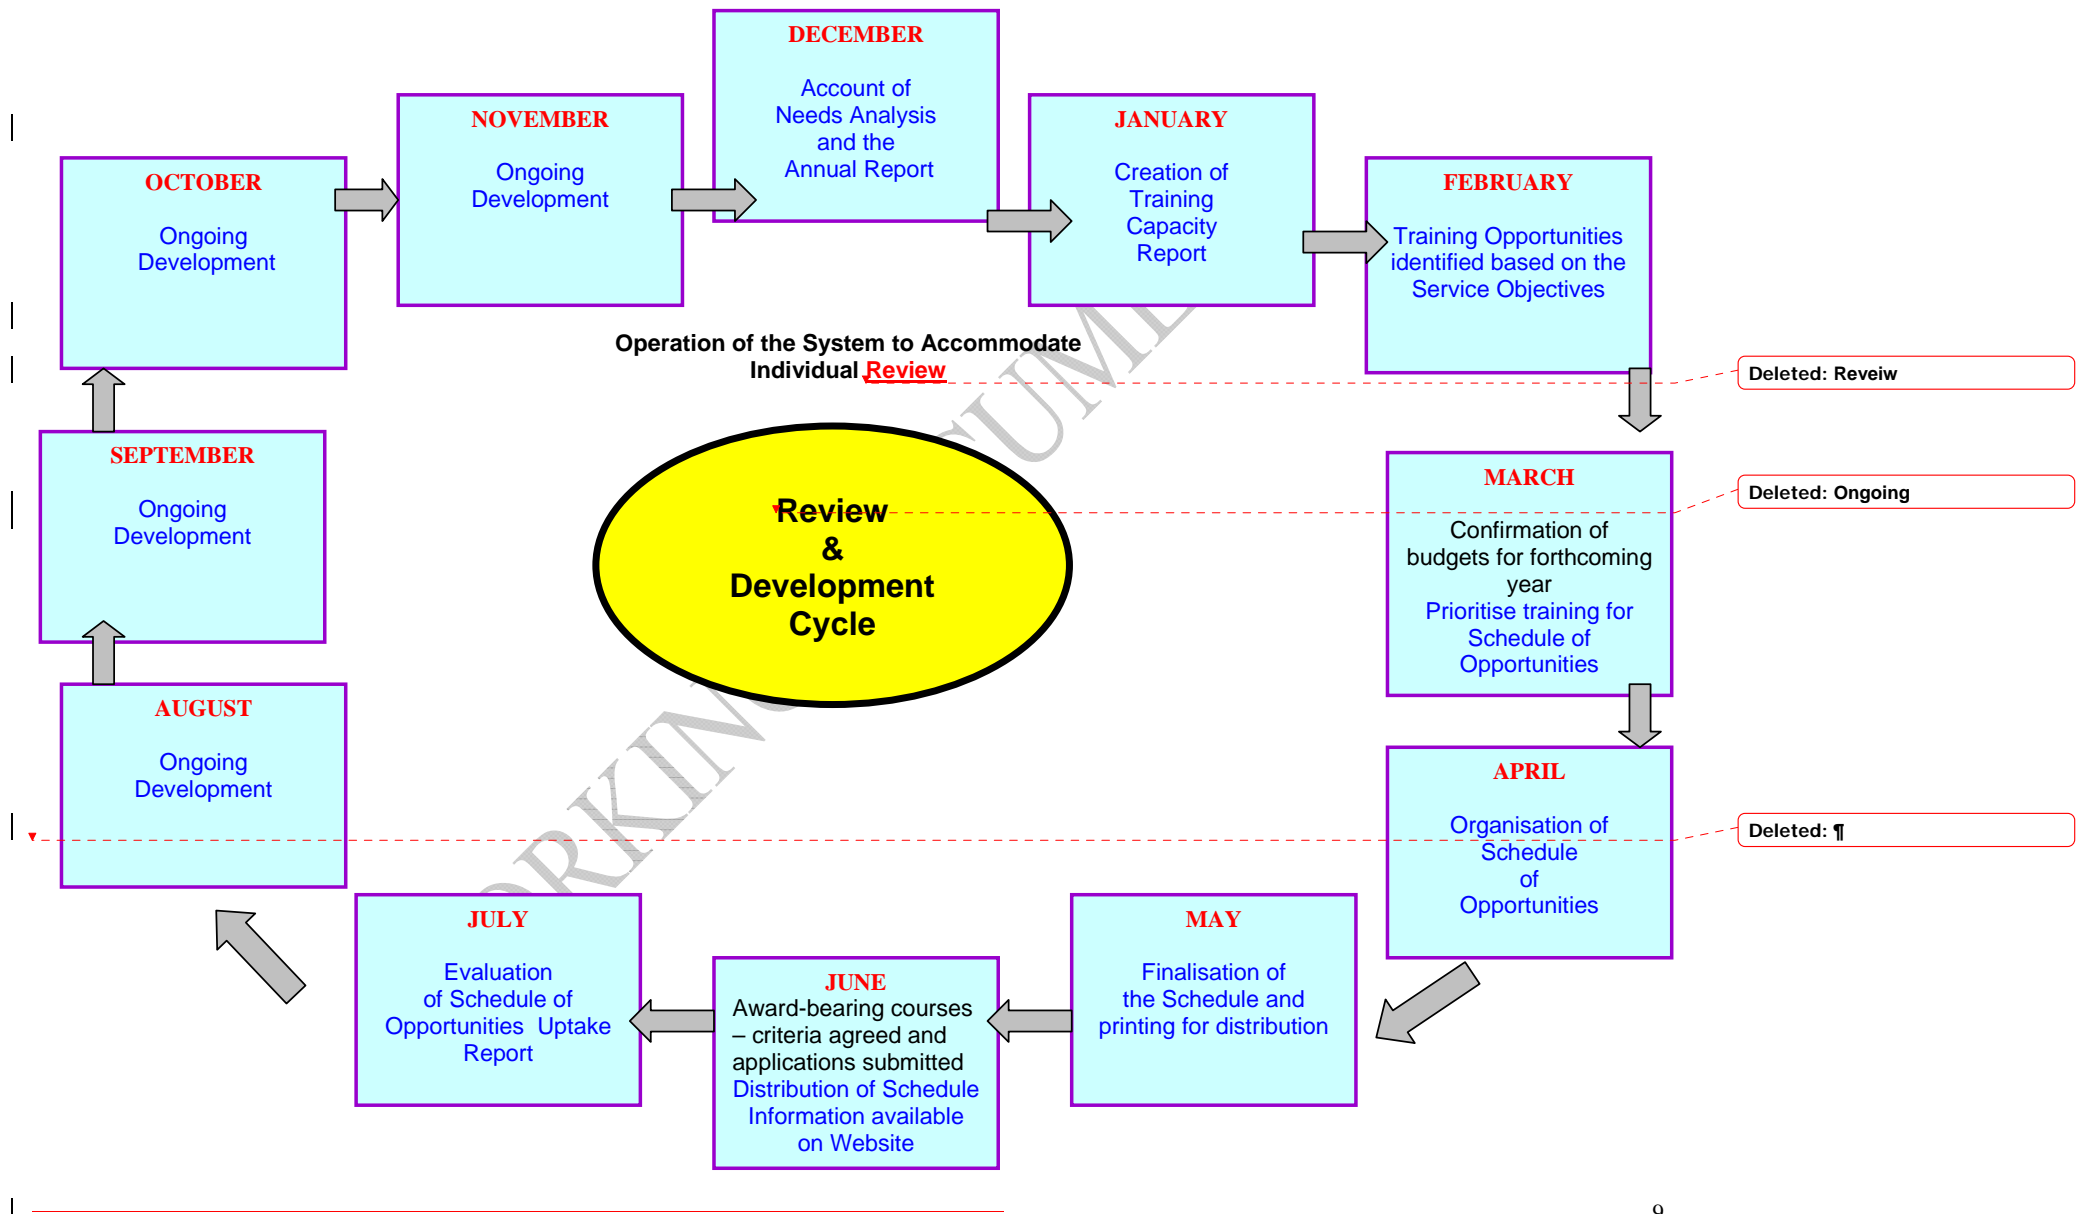 DECEMBER
Account of
Needs Analysis
and the
Annual Report
NOVEMBER
Ongoing
Development
JANUARY
Creation of
Training
Capacity
Report
OCTOBER
Ongoing
Development
FEBRUARY
Training Opportunities
identified based on the
Service Objectives
Operation of the System to Accommodate
Individual Review
Deleted: Reveiw
SEPTEMBER
Ongoing
Development
Review
&
Development
Cycle
MARCH
Confirmation of
budgets for forthcoming
year
Prioritise training for
Schedule of
Opportunities
Deleted: Ongoing
AUGUST
Ongoing
Development
APRIL
Organisation of
Schedule
of
Opportunities
Deleted: ¶
JULY
Evaluation
of Schedule of
Opportunities Uptake
Report
JUNE
Award-bearing courses
– criteria agreed and
applications submitted
Distribution of Schedule
Information available
on Website
MAY
Finalisation of
the Schedule and
printing for distribution